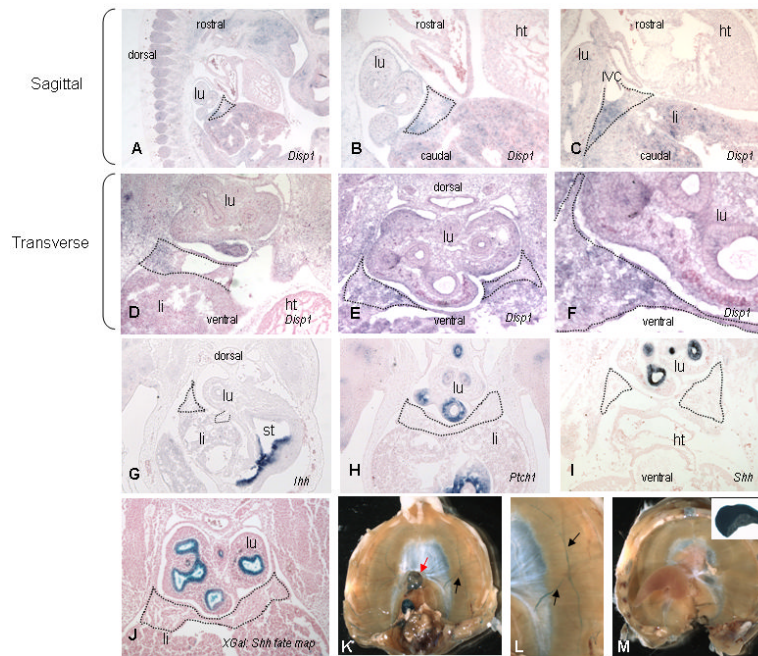 Sagittal
Transverse
rostral
dorsal
lu
A
Disp1
rostral
ht
lu
B
caudal
Disp1
lu
ht
IVC
li
C
caudal
Disp1
lu
li
ht
D
ventral
Disp1
dorsal
lu
E
ventral
Disp1
lu
F
ventral
Disp1
dorsal
lu
li
st
G
Ihh
lu
li
H
Ptch1
lu
ht
I
ventral
Shh
lu
J
li
XGal; Shh fate map
K
L
M